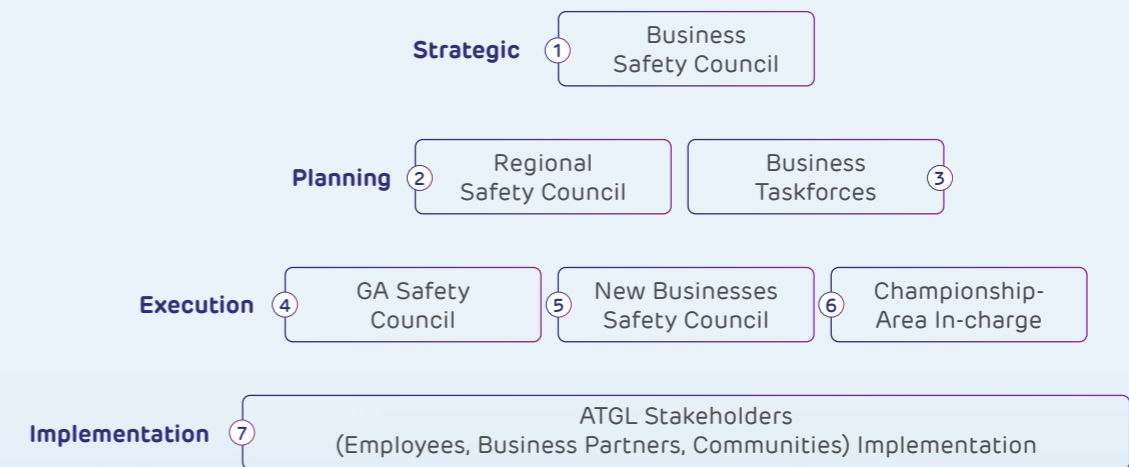 Strategic
1
Business
Safety Council
Planning
2
Regional
Safety Council
Business
Taskforces
3
Execution
4
GA Safety
Council
5
New Businesses
Safety Council
6
Championship-
Area In-charge
Implementation
7
ATGL Stakeholders
(Employees, Business Partners, Communities) Implementation